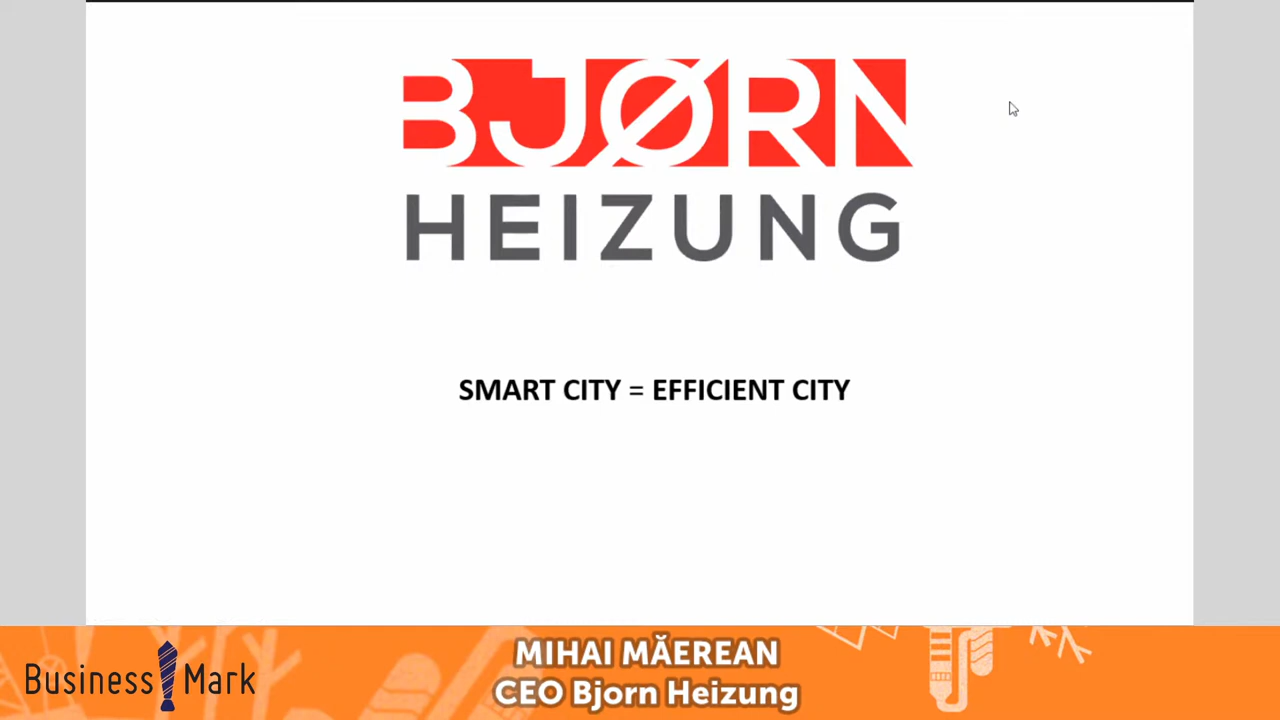 BJØRN
HEIZUNG
SMART CITY = EFFICIENT CITY
MIHAI MĂEREAN
CEO Bjorn Heizung
Business Mark